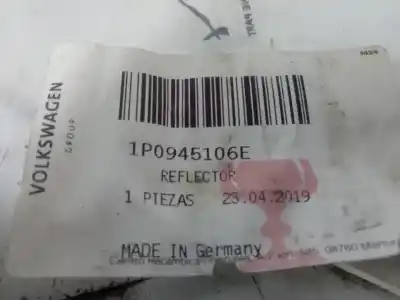 VOLKSWAGEN
GROUP
1P0945106E
REFLECTOR
1 PIEZAS 23.04.2019
MADE IN Germany